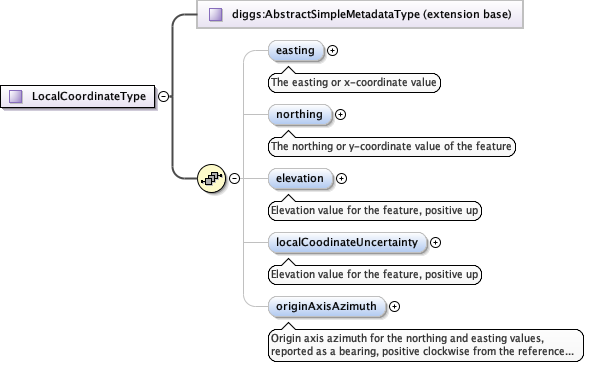 diggs:AbstractSimpleMetadataType (extension base)
easting
The easting or x-coordinate value
LocalCoordinateType
northing
The northing or y-coordinate value of the feature
elevation
Elevation value for the feature, positive up
localCoodinateUncertainty
Elevation value for the feature, positive up
originAxisAzimuth
Origin axis azimuth for the northing and easting values,
reported as a bearing, positive clockwise from the reference...